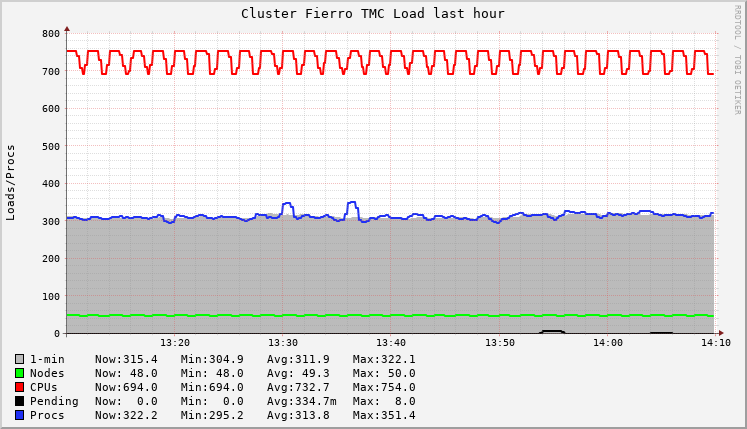 Cluster Fierro TMC Load last hour
RRDTOOL / TOBI OETIKER
Loads/Procs
800
700
600
500
400
300
200
100
0
13:20 13:30 13:40 13:50 14:00 14:10
1-min Now:315.4 Min:304.9 Avg:311.9 Max:322.1
Nodes Now: 48.0 Min: 48.0 Avg: 49.3 Max: 50.0
CPUs Now:694.0 Min:694.0 Avg:732.7 Max:754.0
Pending Now: 0.0 Min: 0.0 Avg:334.7m Max: 8.0
Procs Now:322.2 Min:295.2 Avg:313.8 Max:351.4